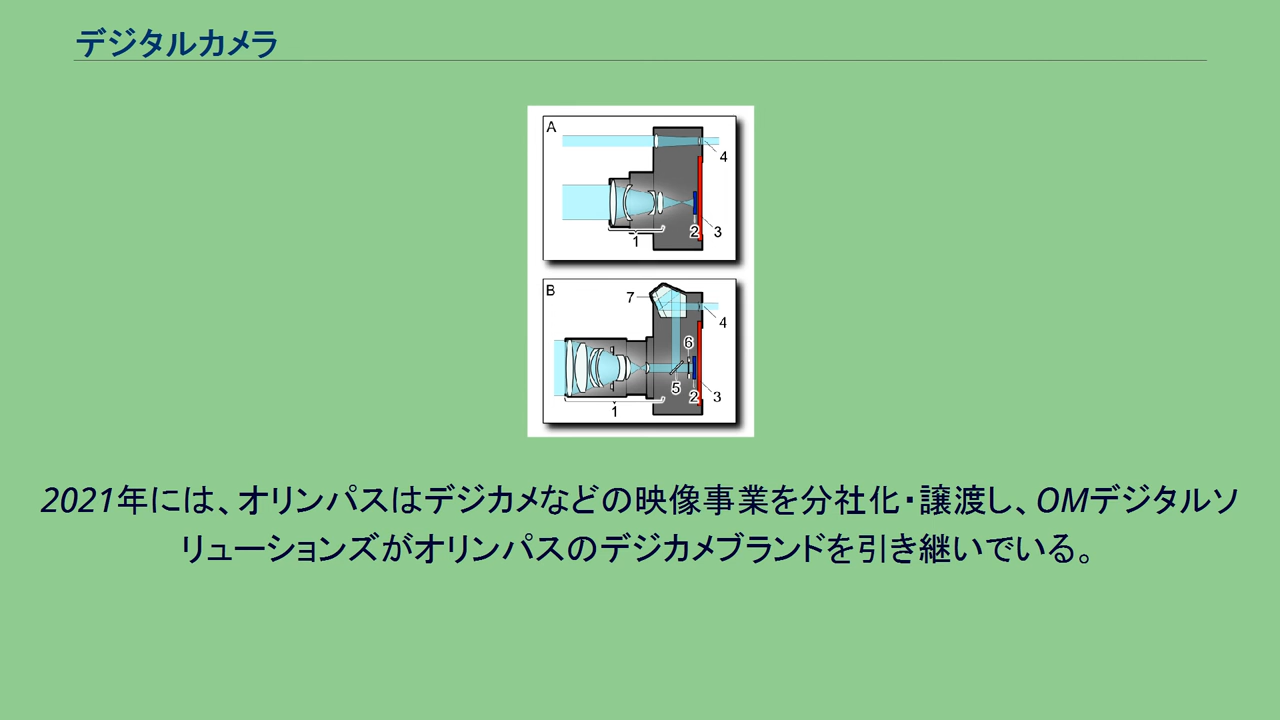 デジタルカメラ
A
4
2 3
1
B
7
4
6
5
2 3
1
2021年には、オリンパスはデジカメなどの映像事業を分社化・譲渡し、OMデジタルソ
リューションズがオリンパスのデジカメブランドを引き継いでいる。